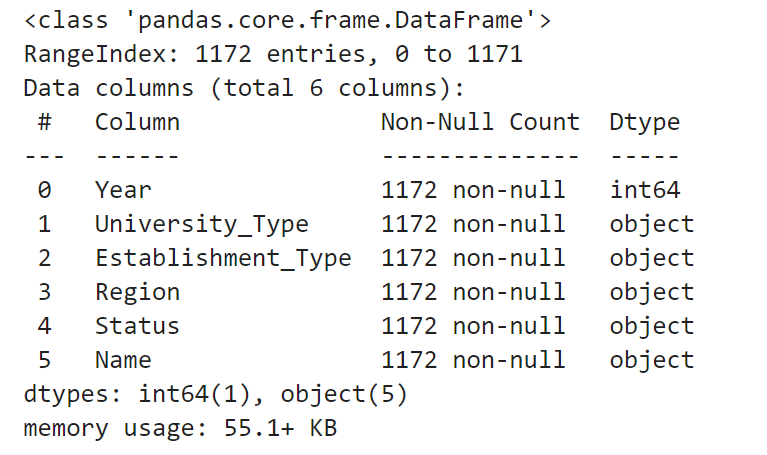 <class 'pandas.core.frame.DataFrame'>
RangeIndex: 1172 entries, 0 to 1171
Data columns (total 6 columns):
 #   Column              Non-Null Count  Dtype
---  ------              --------------  -----
 0   Year                1172 non-null   int64
 1   University_Type     1172 non-null   object
 2   Establishment_Type  1172 non-null   object
 3   Region              1172 non-null   object
 4   Status              1172 non-null   object
 5   Name                1172 non-null   object
dtypes: int64(1), object(5)
memory usage: 55.1+ KB